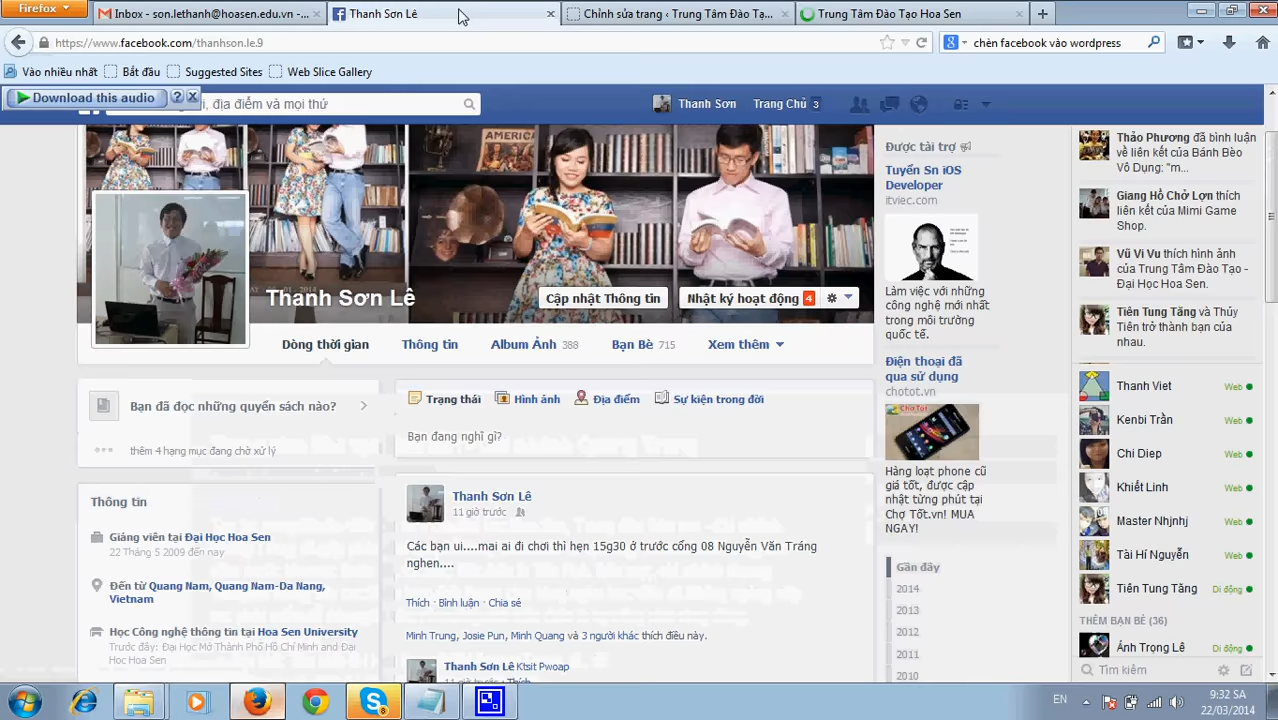 Firefox
Inbox - son.lethanh@hoasen.edu.vn -...
Thanh Sơn Lê
Chỉnh sửa trang ‹ Trung Tâm Đào Tạ...
Trung Tâm Đào Tạo Hoa Sen
https://www.facebook.com/thanhson.le.9
chèn facebook vào wordpress
Vào nhiều nhất
Bắt đầu
Suggested Sites
Web Slice Gallery
Download this audio
?
i, địa điểm và mọi thứ
Thanh Sơn
Trang Chủ 3
AMERICA
Thanh Sơn Lê
Cập nhật Thông tin
Nhật ký hoạt động 4
Dòng thời gian
Thông tin
Album Ảnh 388
Bạn Bè 715
Xem thêm
Bạn đã đọc những quyển sách nào?
thêm 4 hạng mục đang chờ xử lý
Thông tin
Giảng viên tại Đại Học Hoa Sen
22 Tháng 5 2009 đến nay
Đến từ Quang Nam, Quang Nam-Da Nang,
Vietnam
Học Công nghệ thông tin tại Hoa Sen University
Trước đây: Đại Học Mở Thành Phố Hồ Chí Minh and Đại
Học Hoa Sen
Trạng thái
Hình ảnh
Địa điểm
Sự kiện trong đời
Bạn đang nghĩ gì?
Thanh Sơn Lê
11 giờ trước
Các bạn ui....mai ai đi chơi thì hẹn 15g30 ở trước cổng 08 Nguyễn Văn Tráng
nghen....
Thích · Bình luận · Chia sẻ
Minh Trung, Josie Pun, Minh Quang và 3 người khác thích điều này.
Thanh Sơn Lê Ktsit Pwoap
11 giờ trước · Thích
Được tài trợ
Tuyển Sn iOS
Developer
itviec.com
Làm việc với những
công nghệ mới nhất
trong môi trường
quốc tế.
Điện thoại đã
qua sử dụng
chotot.vn
Chợ Tốt
Hàng loạt phone cũ
giá tốt, được cập
nhật từng phút tại
Chợ Tốt.vn! MUA
NGAY!
Gần đây
2014
2013
2012
2011
2010
Thảo Phương đã bình luận
về liên kết của Bánh Bèo
Vô Dụng: "m...
Giang Hồ Chở Lợn thích
liên kết của Mimi Game
Shop.
Vũ Vi Vu thích hình ảnh
của Trung Tâm Đào Tạo -
Đại Học Hoa Sen.
Tiên Tung Tăng và Thủy
Tiên trở thành bạn của
nhau.
Thanh Viet Web
Kenbi Trần Web
Chi Diep Web
Khiết Linh Web
Master Nhjnhj Web
Tài Hí Nguyễn Web
Tiên Tung Tăng Di động
THÊM BẠN BÈ (36)
Ánh Trọng Lê Di động
Tìm kiếm
EN
9:32 SA
22/03/2014